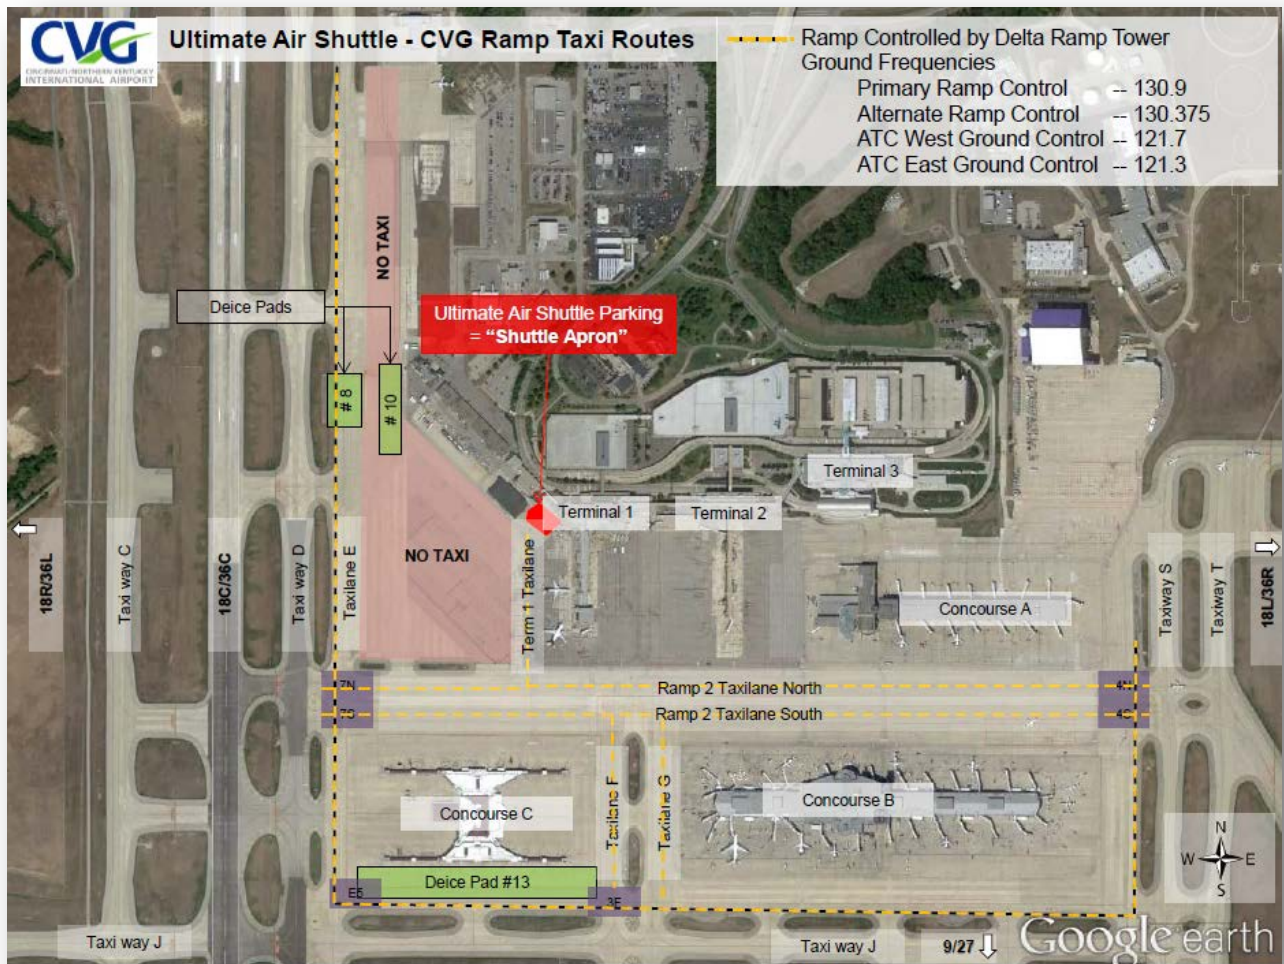 CVG
CINCINNATI/NORTHERN KENTUCKY
INTERNATIONAL AIRPORT
Ultimate Air Shuttle - CVG Ramp Taxi Routes
Ramp Controlled by Delta Ramp Tower
Ground Frequencies
Primary Ramp Control -- 130.9
Alternate Ramp Control -- 130.375
ATC West Ground Control -- 121.7
ATC East Ground Control -- 121.3
NO TAXI
Deice Pads
Ultimate Air Shuttle Parking
= “Shuttle Apron”
# 8
# 10
Terminal 3
Terminal 1
Terminal 2
NO TAXI
18R/36L
Taxi way C
18C/36C
Taxiway D
Taxilane E
Term 1 Taxilane
Concourse A
Taxiway S
Taxiway T
18L/36R
7N
Ramp 2 Taxilane North
4N
7S
Ramp 2 Taxilane South
4S
Concourse C
Taxilane F
Taxilane G
Concourse B
Deice Pad #13
E5
3E
N
W E
S
Taxi way J
Taxi way J
9/27
Google earth